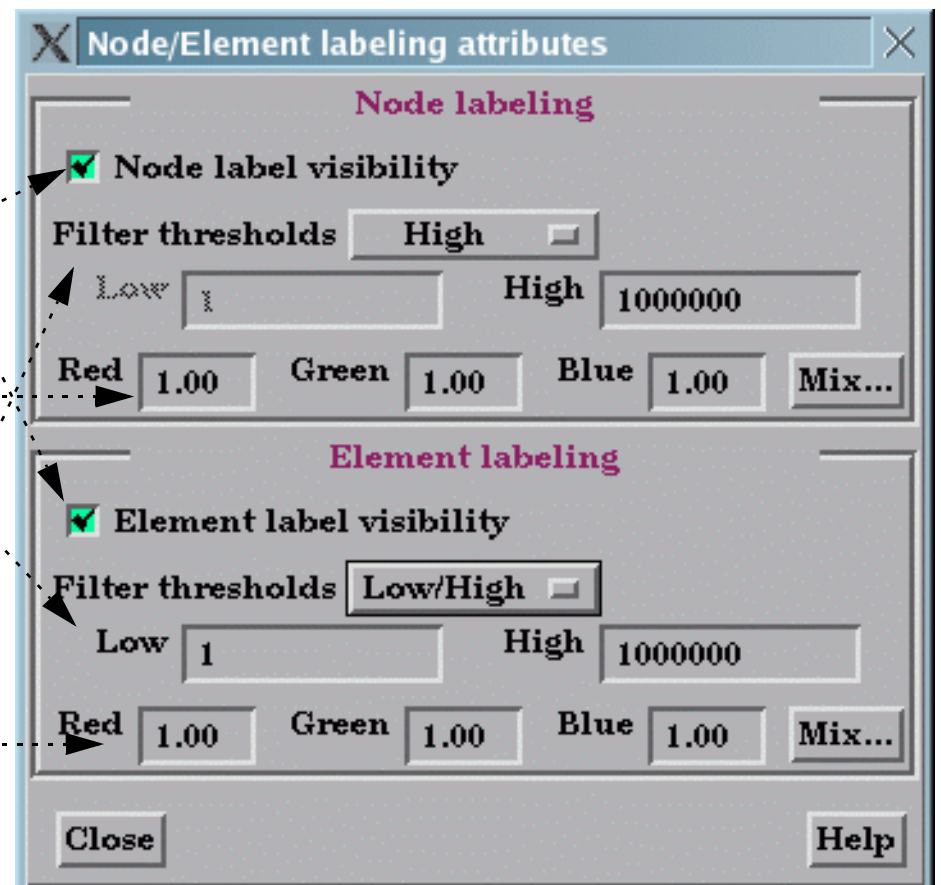 Node/Element labeling attributes
Node labeling
Node label visibility
Filter thresholds High
Low 1 High 1000000
Red 1.00 Green 1.00 Blue 1.00 Mix...
Element labeling
Element label visibility
Filter thresholds Low/High
Low 1 High 1000000
Red 1.00 Green 1.00 Blue 1.00 Mix...
Close Help